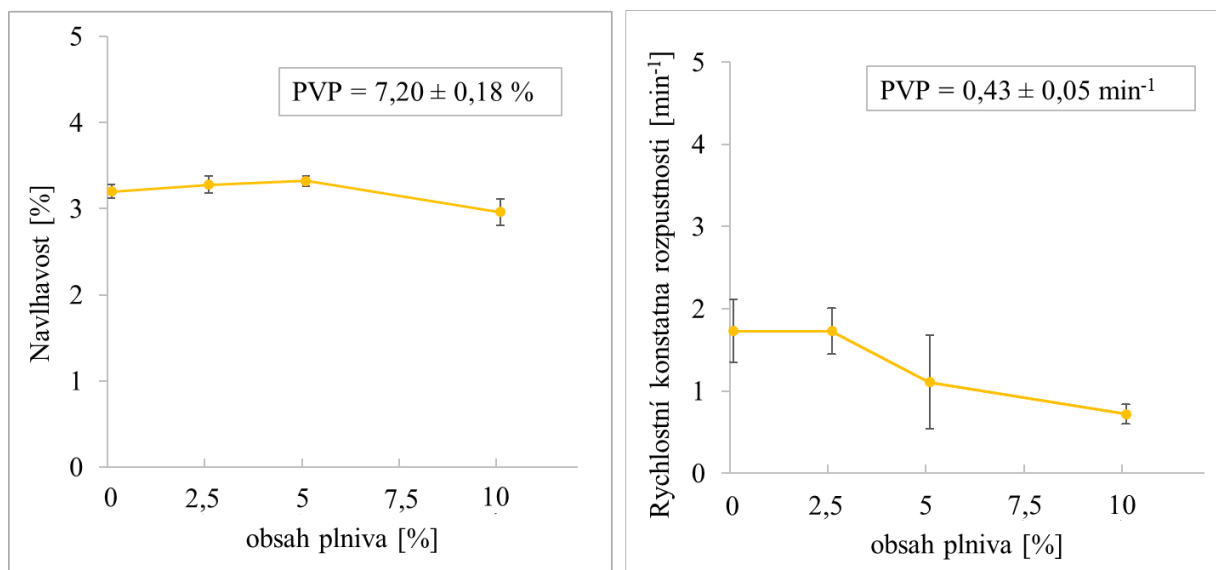 Navlhavost [%]
5
4
3
2
1
0
PVP = 7,20 ± 0,18 %
0 2,5 5 7,5 10
obsah plniva [%]
Rychlostní konstatna rozpustnosti [min⁻¹]
5
4
3
2
1
0
PVP = 0,43 ± 0,05 min⁻¹
0 2,5 5 7,5 10
obsah plniva [%]